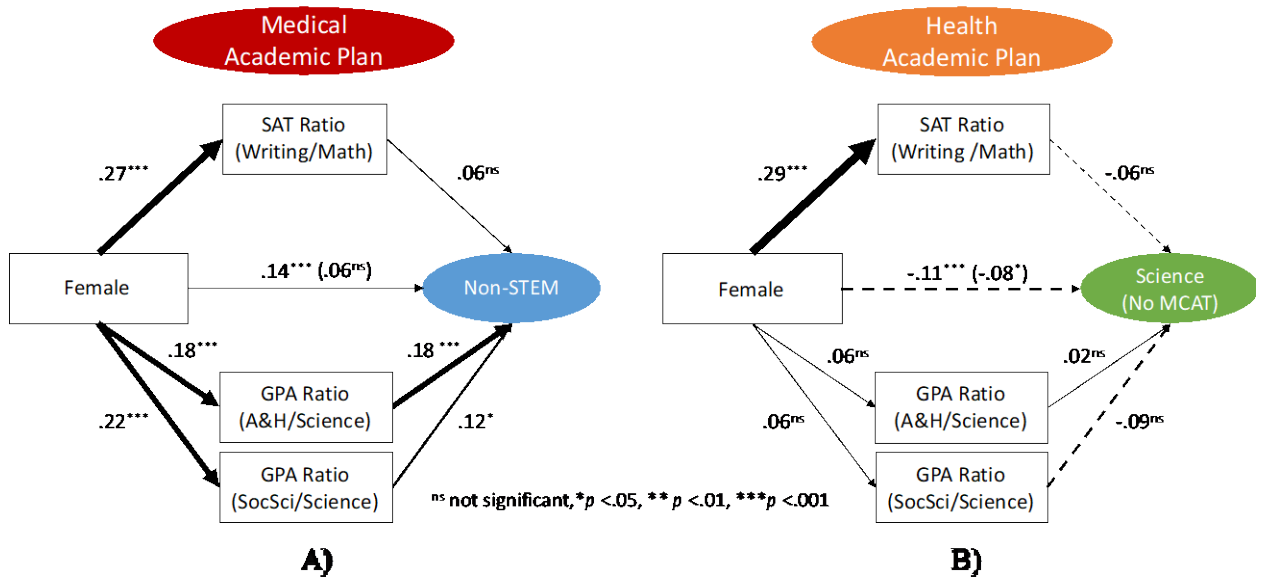 Medical
Academic Plan
SAT Ratio
(Writing/Math)
.27***
.06ns
Female
.14*** (.06ns)
Non-STEM
.18***
.18 ***
.22***
GPA Ratio
(A&H/Science)
.12*
GPA Ratio
(SocSci/Science)
A)
Health
Academic Plan
SAT Ratio
(Writing /Math)
.29***
-.06ns
Female
-.11*** (-.08*)
Science
(No MCAT)
.06ns
.02ns
.06ns
GPA Ratio
(A&H/Science)
-.09ns
GPA Ratio
(SocSci/Science)
ns not significant, *p <.05, ** p <.01, ***p <.001
B)